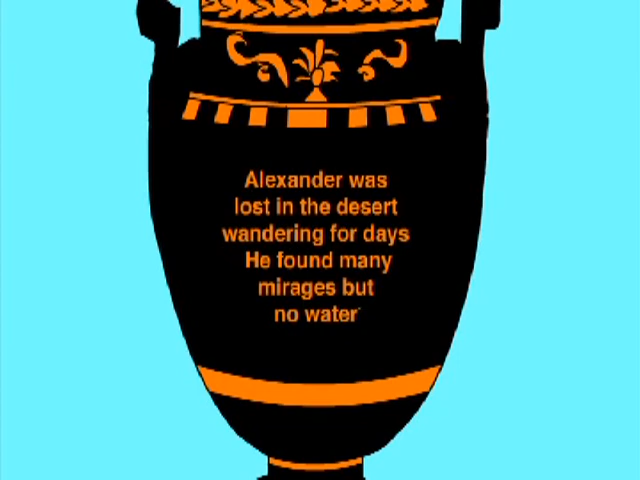 Alexander was
lost in the desert
wandering for days
He found many
mirages but
no water